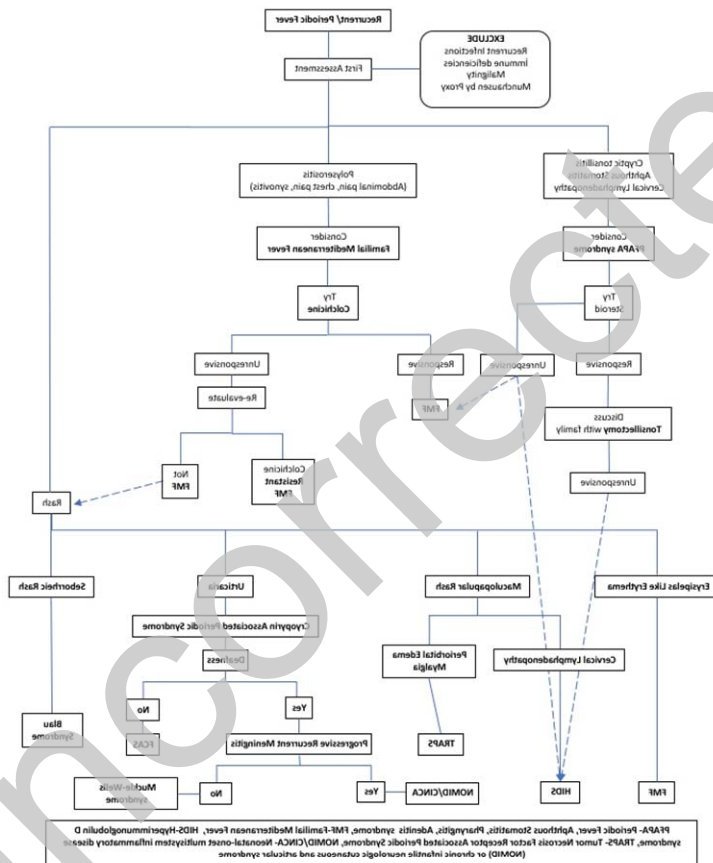 Recurrent/ Periodic Fever
EXCLUDE
Recurrent Infections
Immune deficiencies
Malignity
Munchausen by Proxy
First Assessment
Cryptic tonsillitis
Aphthous Stomatitis
Cervical Lymphadenopathy
Polyserositis
(Abdominal pain, chest pain, synovitis)
Consider
PFAPA syndrome
Consider
Familial Mediterranean Fever
Try
Steroid
Try
Colchicine
Responsive
Unresponsive
Responsive
Unresponsive
Discuss
Tonsillectomy with family
FMF
Re-evaluate
Unresponsive
Colchicine
Resistant
FMF
Not
FMF
Rash
Erysipelas Like Erythema
Maculopapular Rash
Urticaria
Seborrheic Rash
Cryopyrin Associated Periodic Syndrome
Cervical Lymphadenopathy
Periorbital Edema
Myalgia
Deafness
Yes
No
Blau
Syndrome
TRAPS
Progressive Recurrent Meningitis
FCAS
FMF
HIDS
NOMID/CINCA
Yes
No
Muckle-Wells
syndrome
PFAPA- Periodic Fever, Aphthous Stomatitis, Pharyngitis, Adentitis syndrome, FMF-Familial Mediterranean Fever, HIDS-Hyperimmunoglobulin D
syndrome, TRAPS- Tumor Necrosis Factor Receptor Associated Periodic Syndrome, NOMID/CINCA- Neonatal-onset multisystem inflammatory disease
(NOMID) or chronic infantile neurologic cutaneous and articular syndrome
uncorrecte